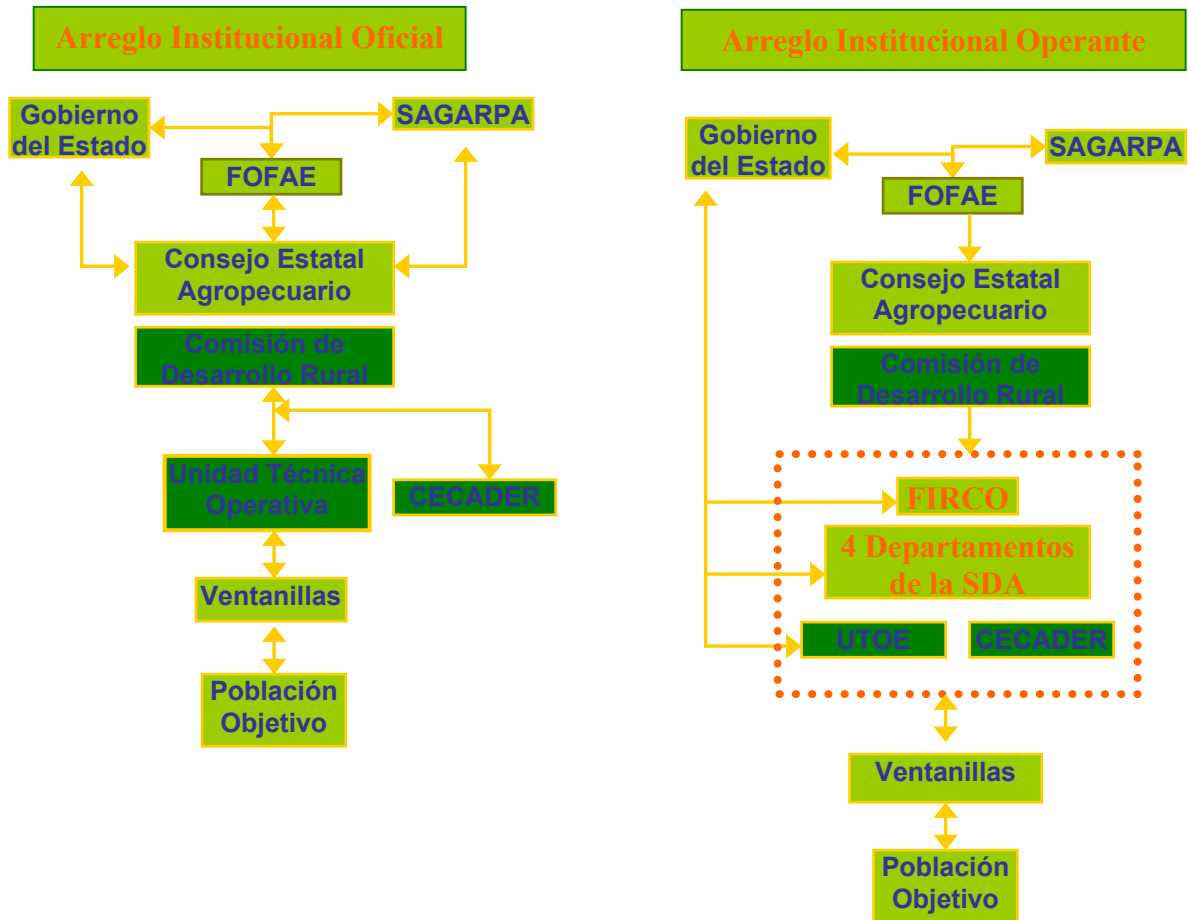 Arreglo Institucional Oficial
Gobierno
del Estado
SAGARPA
FOFAE
Consejo Estatal
Agropecuario
Comisión de
Desarrollo Rural
Unidad Técnica
Operativa
CECADER
Ventanillas
Población
Objetivo
Arreglo Institucional Operante
Gobierno
del Estado
SAGARPA
FOFAE
Consejo Estatal
Agropecuario
Comisión de
Desarrollo Rural
FIRCO
4 Departamentos
de la SDA
UTOE
CECADER
Ventanillas
Población
Objetivo